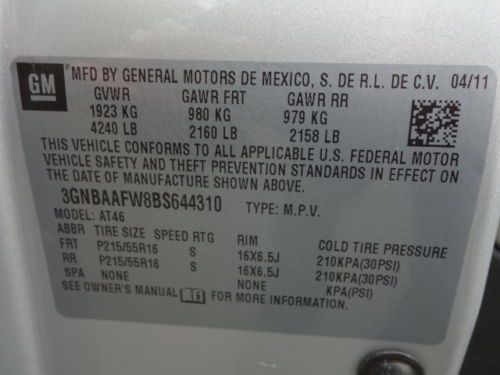 GM
®MFD BY GENERAL MOTORS DE MEXICO, S. DE R.L. DE C.V. 04/11
GVWR GAWR FRT GAWR RR
1923 KG 980 KG 979 KG
4240 LB 2160 LB 2158 LB
THIS VEHICLE CONFORMS TO ALL APPLICABLE U.S. FEDERAL MOTOR
VEHICLE SAFETY AND THEFT PREVENTION STANDARDS IN EFFECT ON
THE DATE OF MANUFACTURE SHOWN ABOVE.
3GNBAAFW8BS644310 TYPE: M.P.V.
MODEL: AT46
ABBR TIRE SIZE SPEED RTG RIM COLD TIRE PRESSURE
FRT P215/55R16 S 16X6.5J 210KPA(30PSI)
RR P215/55R16 S 16X6.5J 210KPA(30PSI)
SPA NONE NONE KPA(PSI)
SEE OWNER'S MANUAL FOR MORE INFORMATION.